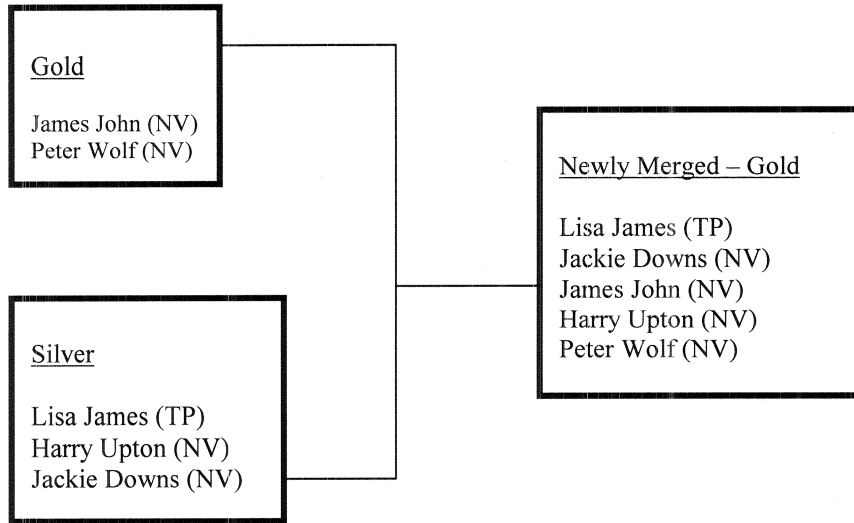 Gold
James John (NV)
Peter Wolf (NV)
Silver
Lisa James (TP)
Harry Upton (NV)
Jackie Downs (NV)
Newly Merged – Gold
Lisa James (TP)
Jackie Downs (NV)
James John (NV)
Harry Upton (NV)
Peter Wolf (NV)